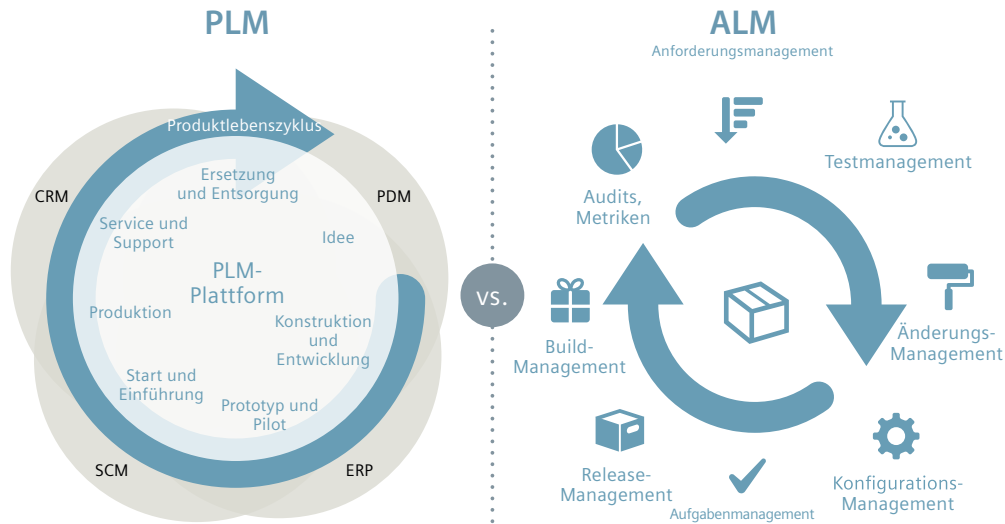 PLM
Produktlebenszyklus
Ersetzung
und Entsorgung
CRM
PDM
Service und
Support
Idee
PLM-
Plattform
Produktion
Konstruktion
und
Entwicklung
Start und
Einführung
Prototyp und
Pilot
SCM
ERP
vs.
ALM
Anforderungsmanagement
Testmanagement
Audits,
Metriken
Änderungs-
Management
Build-
Management
Release-
Management
Konfigurations-
Management
Aufgabenmanagement